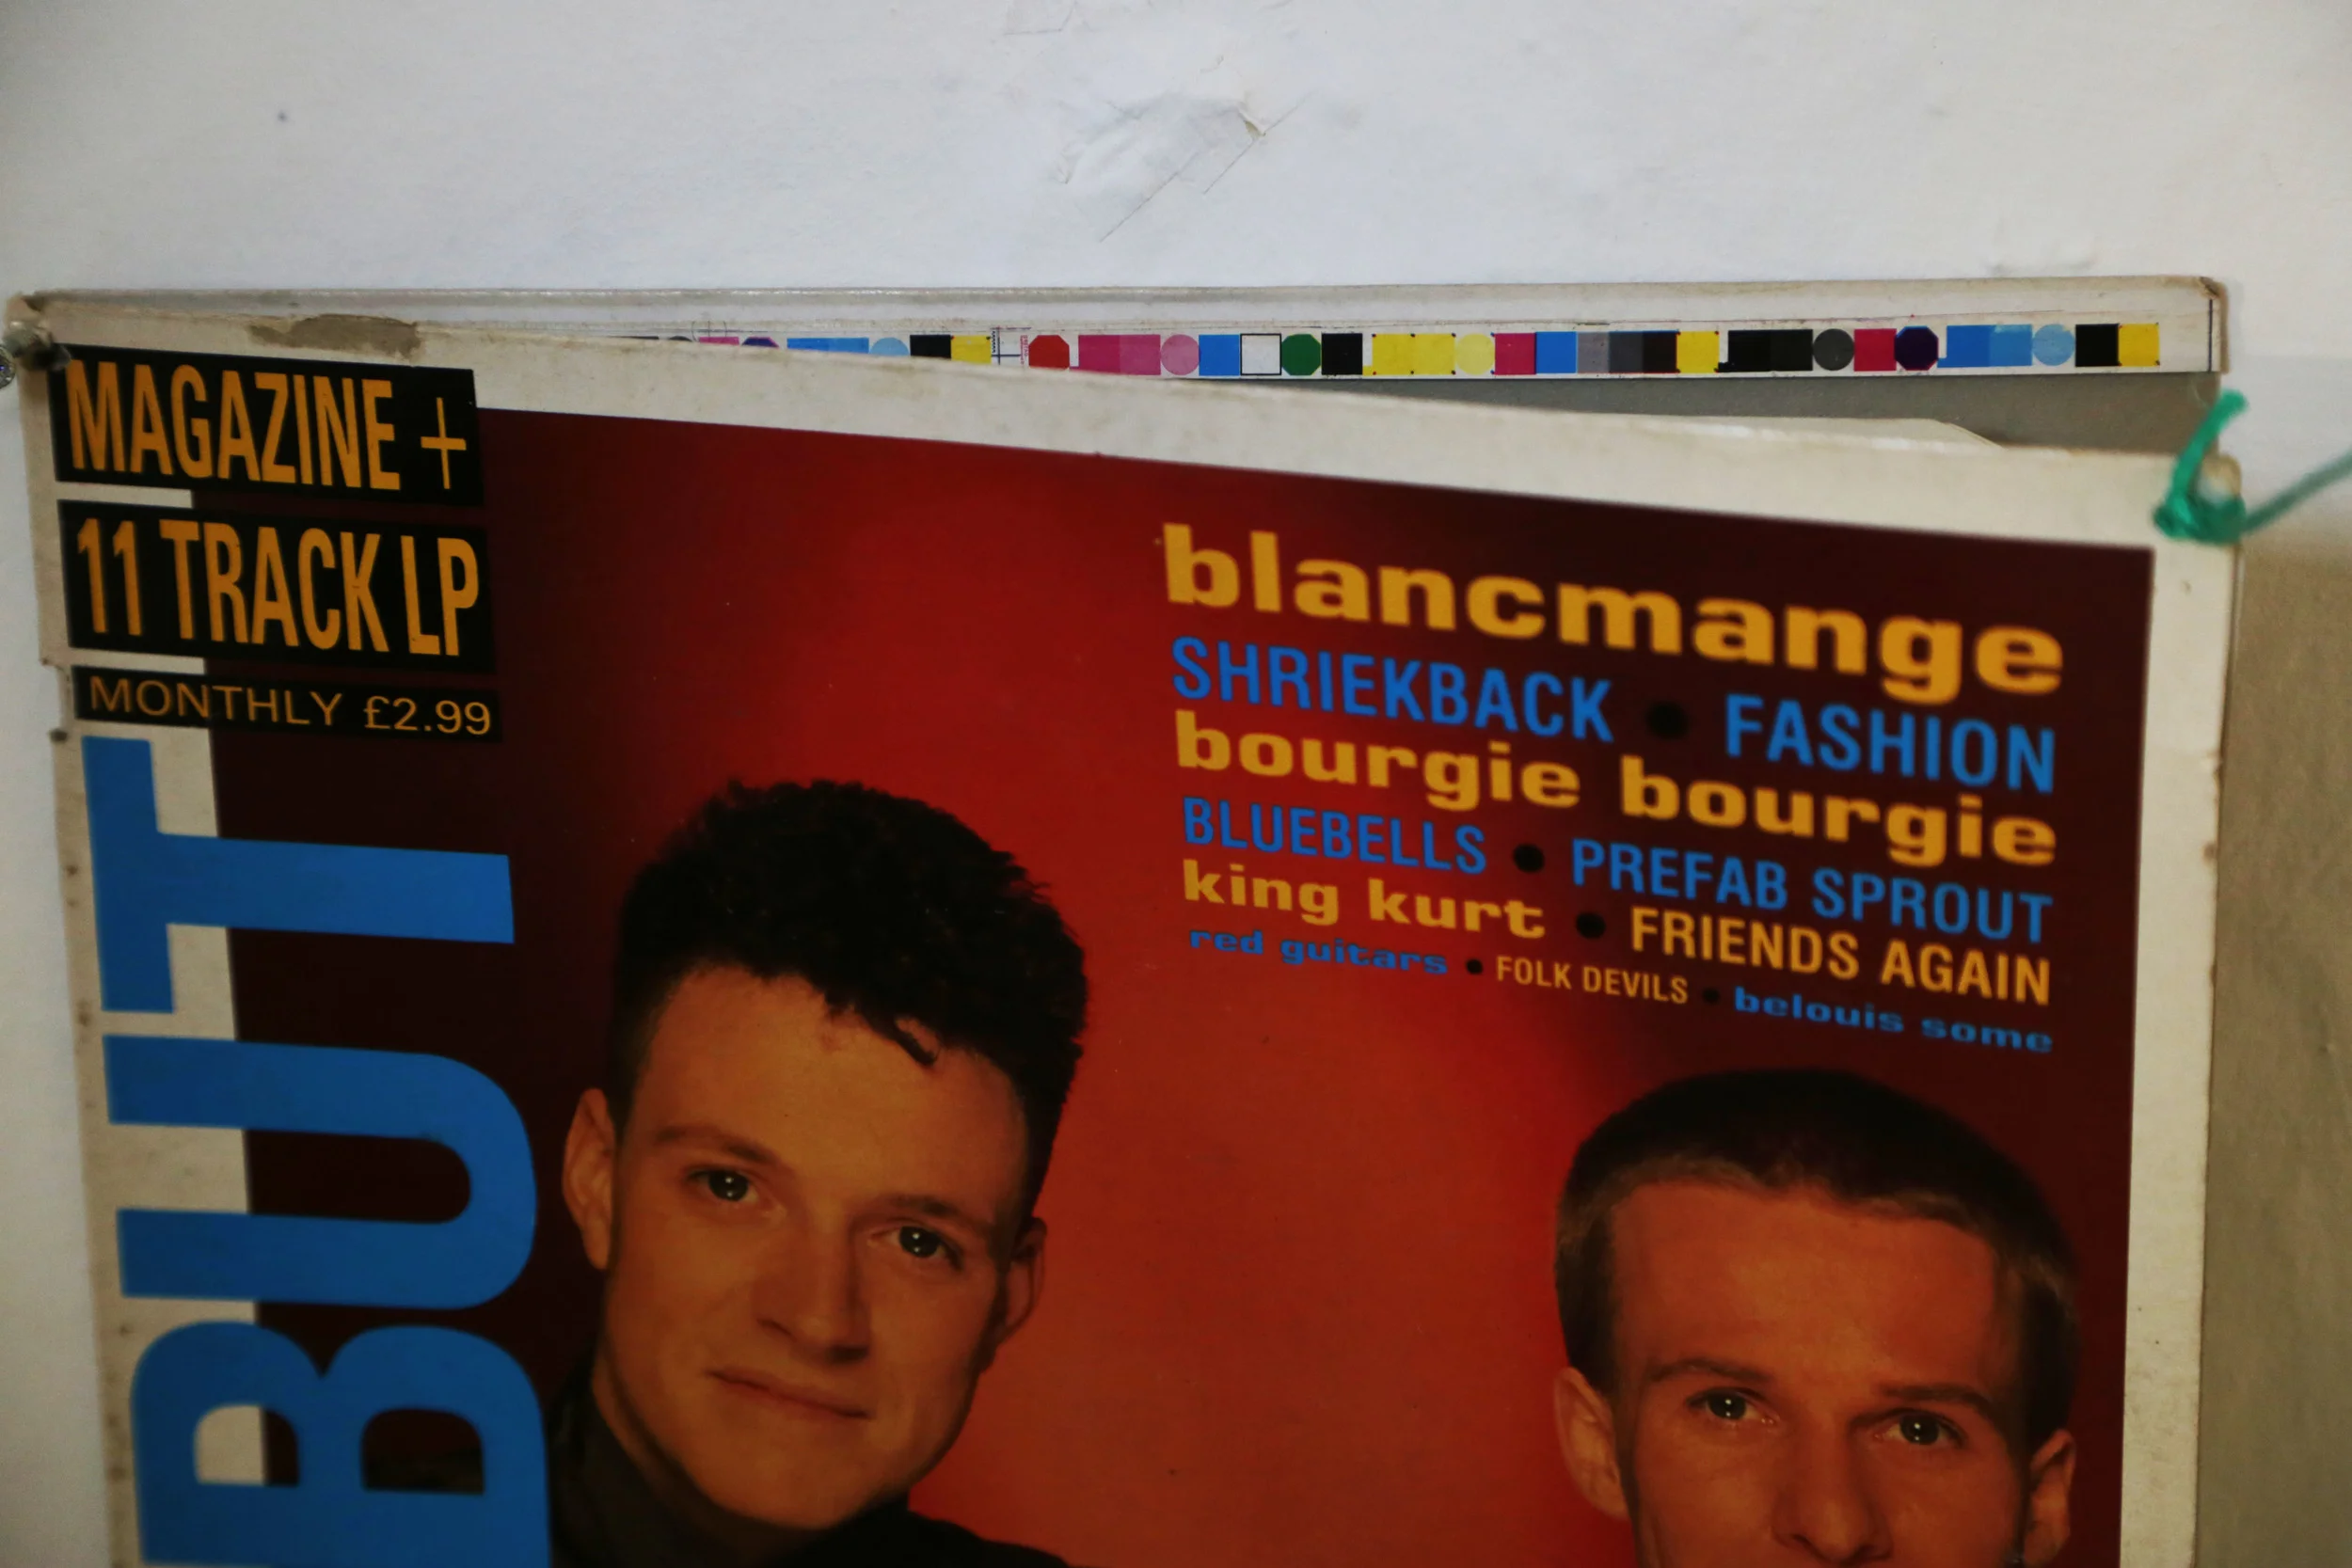 MAGAZINE +
11 TRACK LP
MONTHLY £2.99
BUT
blancmange
SHRIEKBACK • FASHION
bourgie bourgie
BLUEBELLS • PREFAB SPROUT
king kurt • FRIENDS AGAIN
red guitars • FOLK DEVILS • belouis some